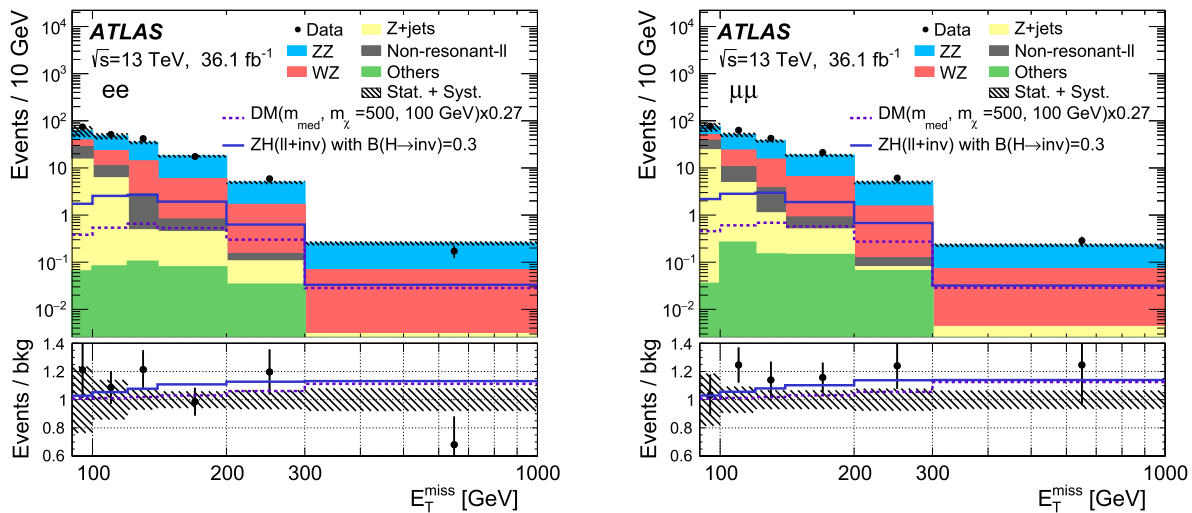 ATLAS
√s=13 TeV, 36.1 fb⁻¹
ee
Data
ZZ
WZ
Z+jets
Non-resonant-ll
Others
Stat. + Syst.
DM(m_med, m_χ =500, 100 GeV)x0.27
ZH(ll+inv) with B(H→inv)=0.3
Events / 10 GeV
10⁴
10³
10²
10
1
10⁻¹
10⁻²
Events / bkg
1.4
1.2
1
0.8
0.6
100 200 300 1000
E_T^miss [GeV]
ATLAS
√s=13 TeV, 36.1 fb⁻¹
μμ
Data
ZZ
WZ
Z+jets
Non-resonant-ll
Others
Stat. + Syst.
DM(m_med, m_χ =500, 100 GeV)x0.27
ZH(ll+inv) with B(H→inv)=0.3
Events / 10 GeV
10⁴
10³
10²
10
1
10⁻¹
10⁻²
Events / bkg
1.4
1.2
1
0.8
0.6
100 200 300 1000
E_T^miss [GeV]